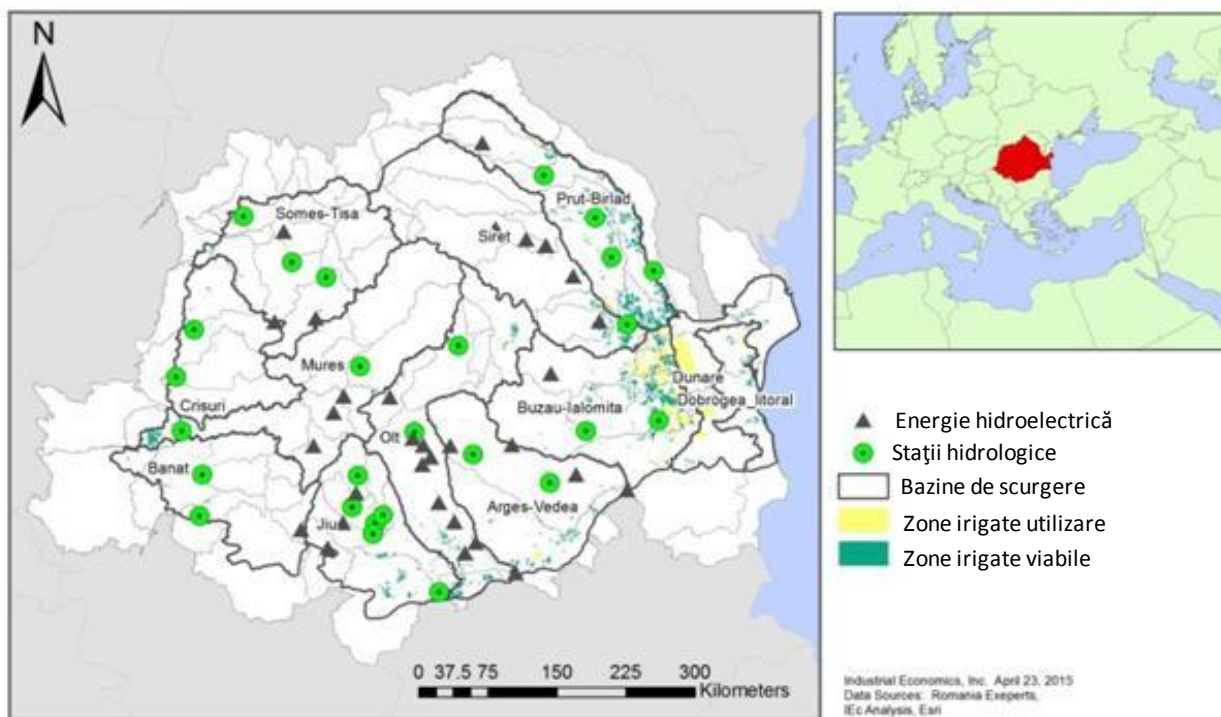 N
Somes-Tisa
Prut-Birlad
Siret
Mures
Crisuri
Dunare
Dobrogea_litoral
Buzau-Ialomita
Olt
Banat
Arges-Vedea
Jiu
0 37.5 75 150 225 300
Kilometers
Energie hidroelectrică
Staţii hidrologice
Bazine de scurgere
Zone irigate utilizare
Zone irigate viabile
Industrial Economics, Inc. April 23, 2015
Data Sources: Romania Exeperts,
IEc Analysis, Esri